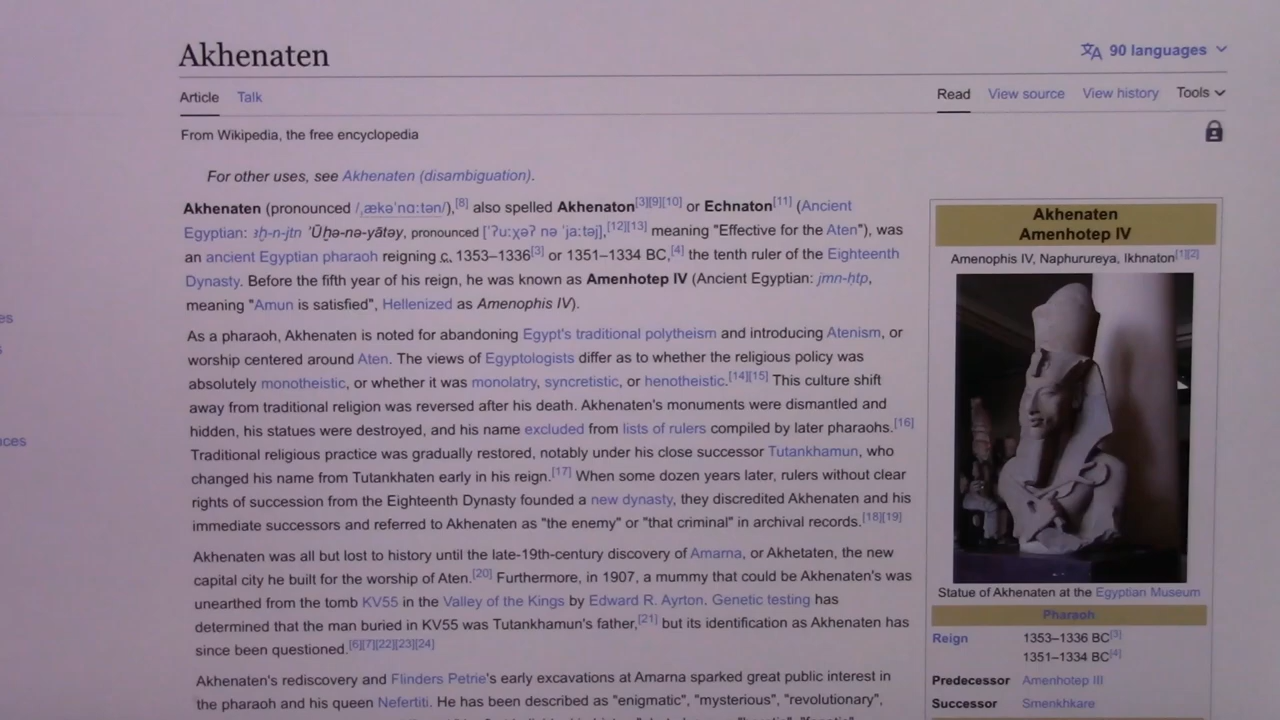 Akhenaten
90 languages
Article Talk
Read View source View history Tools
From Wikipedia, the free encyclopedia
For other uses, see Akhenaten (disambiguation).
Akhenaten (pronounced /ˌækəˈnɑːtən/),[8] also spelled Akhenaton[3][9][10] or Echnaton[11] (Ancient
Egyptian: ꜣḫ-n-jtn ʾŪḫə-nə-yātəy, pronounced [ˈʔuːχəʔ nə ˈjaːtəj],[12][13] meaning "Effective for the Aten"), was
an ancient Egyptian pharaoh reigning c. 1353–1336[3] or 1351–1334 BC,[4] the tenth ruler of the Eighteenth
Dynasty. Before the fifth year of his reign, he was known as Amenhotep IV (Ancient Egyptian: jmn-ḥtp,
meaning "Amun is satisfied", Hellenized as Amenophis IV).
As a pharaoh, Akhenaten is noted for abandoning Egypt's traditional polytheism and introducing Atenism, or
worship centered around Aten. The views of Egyptologists differ as to whether the religious policy was
absolutely monotheistic, or whether it was monolatry, syncretistic, or henotheistic.[14][15] This culture shift
away from traditional religion was reversed after his death. Akhenaten's monuments were dismantled and
hidden, his statues were destroyed, and his name excluded from lists of rulers compiled by later pharaohs.[16]
Traditional religious practice was gradually restored, notably under his close successor Tutankhamun, who
changed his name from Tutankhaten early in his reign.[17] When some dozen years later, rulers without clear
rights of succession from the Eighteenth Dynasty founded a new dynasty, they discredited Akhenaten and his
immediate successors and referred to Akhenaten as "the enemy" or "that criminal" in archival records.[18][19]
Akhenaten was all but lost to history until the late-19th-century discovery of Amarna, or Akhetaten, the new
capital city he built for the worship of Aten.[20] Furthermore, in 1907, a mummy that could be Akhenaten's was
unearthed from the tomb KV55 in the Valley of the Kings by Edward R. Ayrton. Genetic testing has
determined that the man buried in KV55 was Tutankhamun's father,[21] but its identification as Akhenaten has
since been questioned.[6][7][22][23][24]
Akhenaten's rediscovery and Flinders Petrie's early excavations at Amarna sparked great public interest in
the pharaoh and his queen Nefertiti. He has been described as "enigmatic", "mysterious", "revolutionary",
Akhenaten
Amenhotep IV
Amenophis IV, Naphurureya, Ikhnaton[1][2]
Statue of Akhenaten at the Egyptian Museum
Pharaoh
Reign 1353–1336 BC[3]
1351–1334 BC[4]
Predecessor Amenhotep III
Successor Smenkhkare